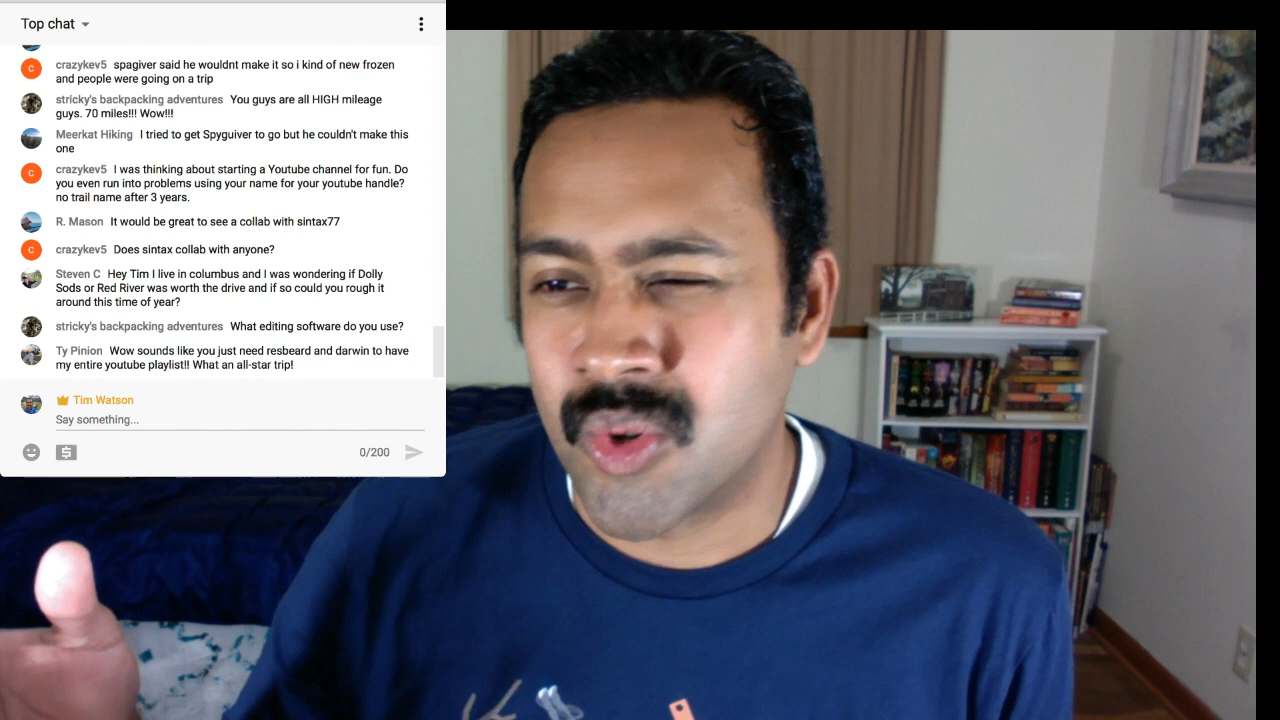 Top chat
crazykev5 spagiver said he wouldnt make it so i kind of new frozen
and people were going on a trip
stricky's backpacking adventures You guys are all HIGH mileage
guys. 70 miles!!! Wow!!!
Meerkat Hiking I tried to get Spyguiver to go but he couldn't make this
one
C crazykev5 I was thinking about starting a Youtube channel for fun. Do
you even run into problems using your name for your youtube handle?
no trail name after 3 years.
R. Mason It would be great to see a collab with sintax77
C crazykev5 Does sintax collab with anyone?
Steven C Hey Tim I live in columbus and I was wondering if Dolly
Sods or Red River was worth the drive and if so could you rough it
around this time of year?
stricky's backpacking adventures What editing software do you use?
Ty Pinion Wow sounds like you just need resbeard and darwin to have
my entire youtube playlist!! What an all-star trip!
Tim Watson
Say something...
$ 0/200